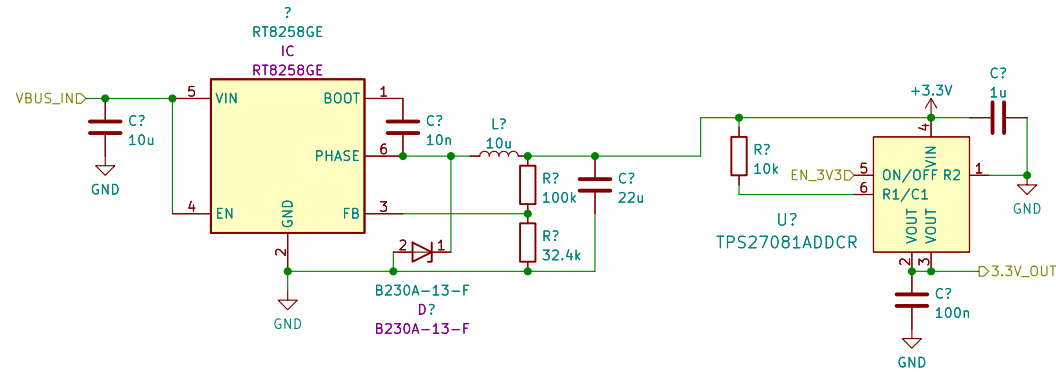 ?
RT8258GE
IC
RT8258GE
VBUS_IN
C?
10u
GND
5
VIN
4
EN
GND
2
BOOT
1
PHASE
6
FB
3
GND
C?
10n
L?
10u
R?
100k
R?
32.4k
C?
22u
2
1
B230A-13-F
D?
B230A-13-F
R?
10k
+3.3V
C?
1u
4
VIN
EN_3V3
5
ON/OFF
R2
1
6
R1/C1
GND
U?
TPS27081ADDCR
VOUT
VOUT
2
3
3.3V_OUT
C?
100n
GND